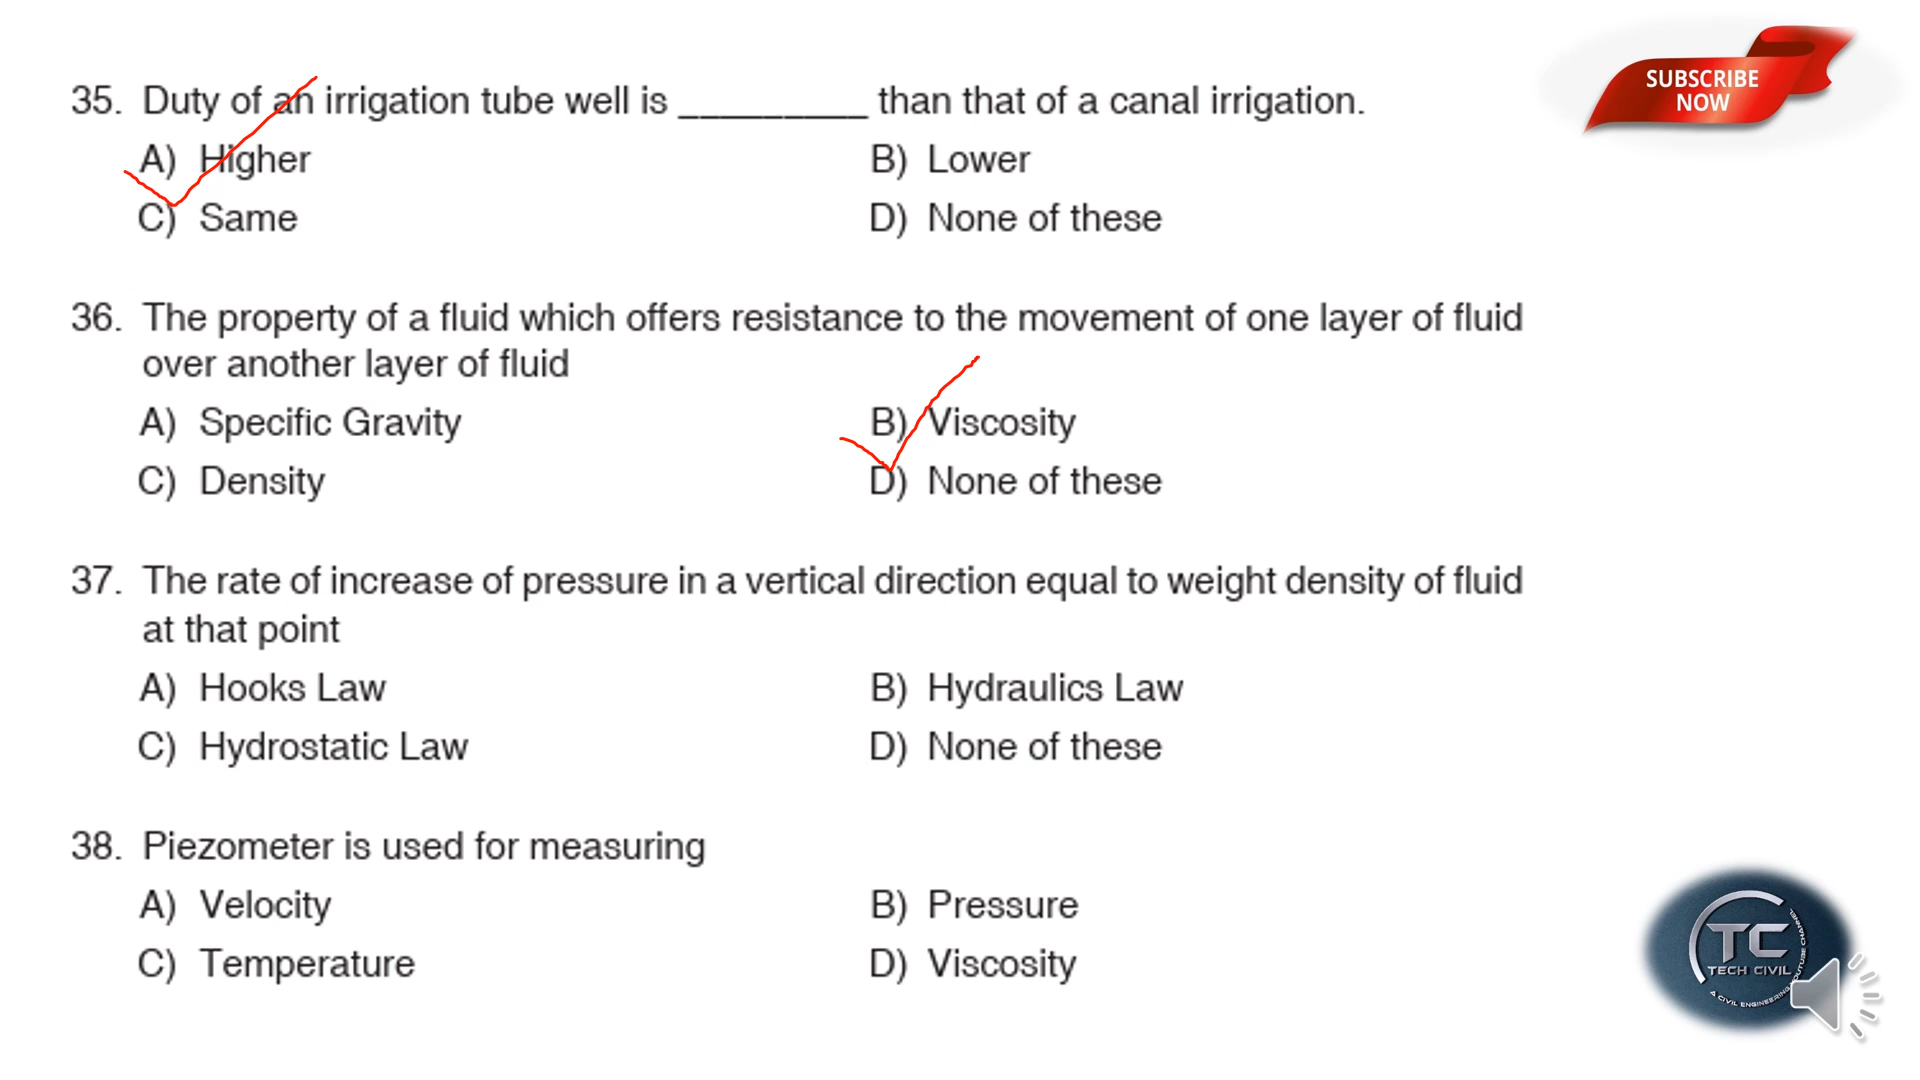 35. Duty of an irrigation tube well is _________ than that of a canal irrigation.
A) Higher B) Lower
C) Same D) None of these
36. The property of a fluid which offers resistance to the movement of one layer of fluid
over another layer of fluid
A) Specific Gravity B) Viscosity
C) Density D) None of these
37. The rate of increase of pressure in a vertical direction equal to weight density of fluid
at that point
A) Hooks Law B) Hydraulics Law
C) Hydrostatic Law D) None of these
38. Piezometer is used for measuring
A) Velocity B) Pressure
C) Temperature D) Viscosity
SUBSCRIBE
NOW
TC
TECH CIVIL
A CIVIL ENGINEERING YOUTUBE CHANNEL